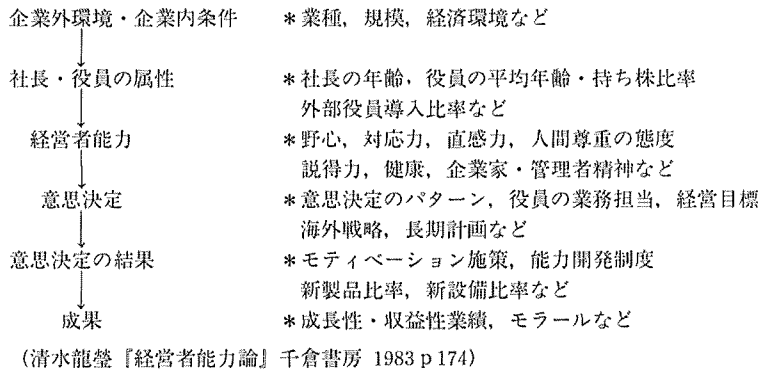 企業外環境・企業内条件　＊業種，規模，経済環境など
社長・役員の属性　＊社長の年齢，役員の平均年齢・持ち株比率
外部役員導入比率など
経営者能力　＊野心，対応力，直感力，人間尊重の態度
説得力，健康，企業家・管理者精神など
意思決定　＊意思決定のパターン，役員の業務担当，経営目標
海外戦略，長期計画など
意思決定の結果　＊モティベーション施策，能力開発制度
新製品比率，新設備比率など
成果　＊成長性・収益性業績，モラールなど
（清水龍瑩『経営者能力論』千倉書房 1983 p 174）